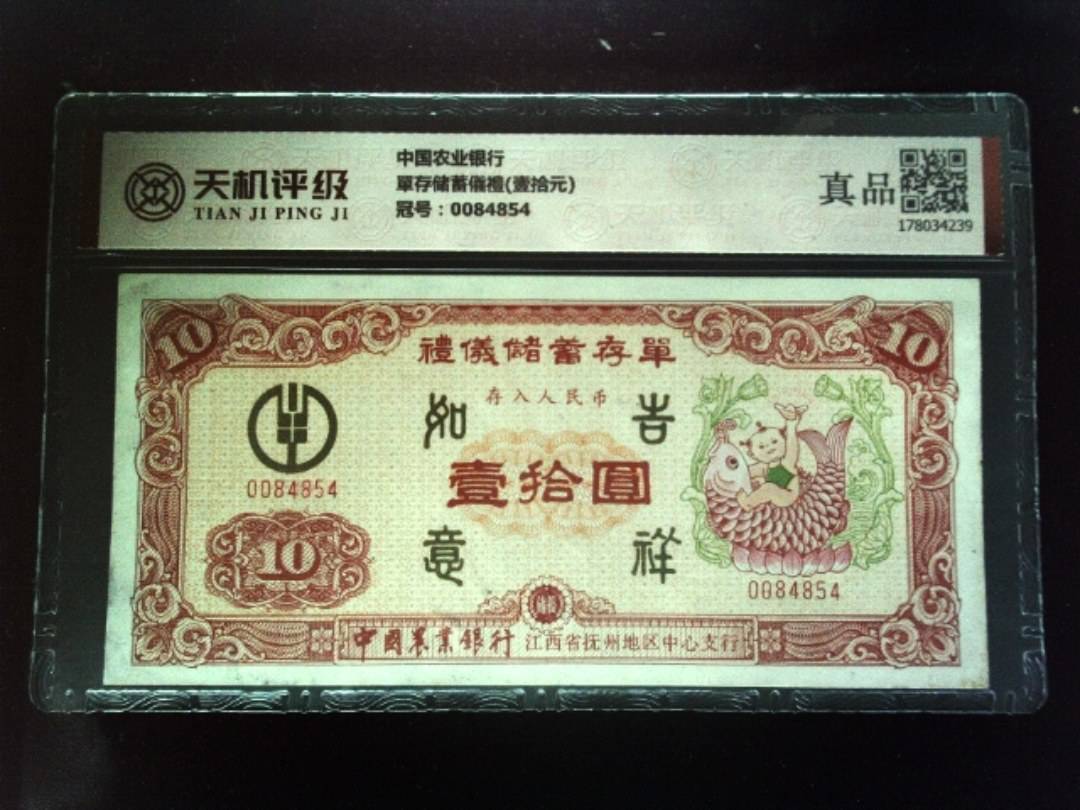 天机评级
TIAN JI PING JI
中国农业银行
單存储蓄儀禮(壹拾元)
冠号：0084854
真品
178034239
10
10
禮儀儲蓄存單
存入人民币
如 吉
壹拾圓
意 祥
0084854
10
0084854
中國農業銀行 江西省抚州地区中心支行